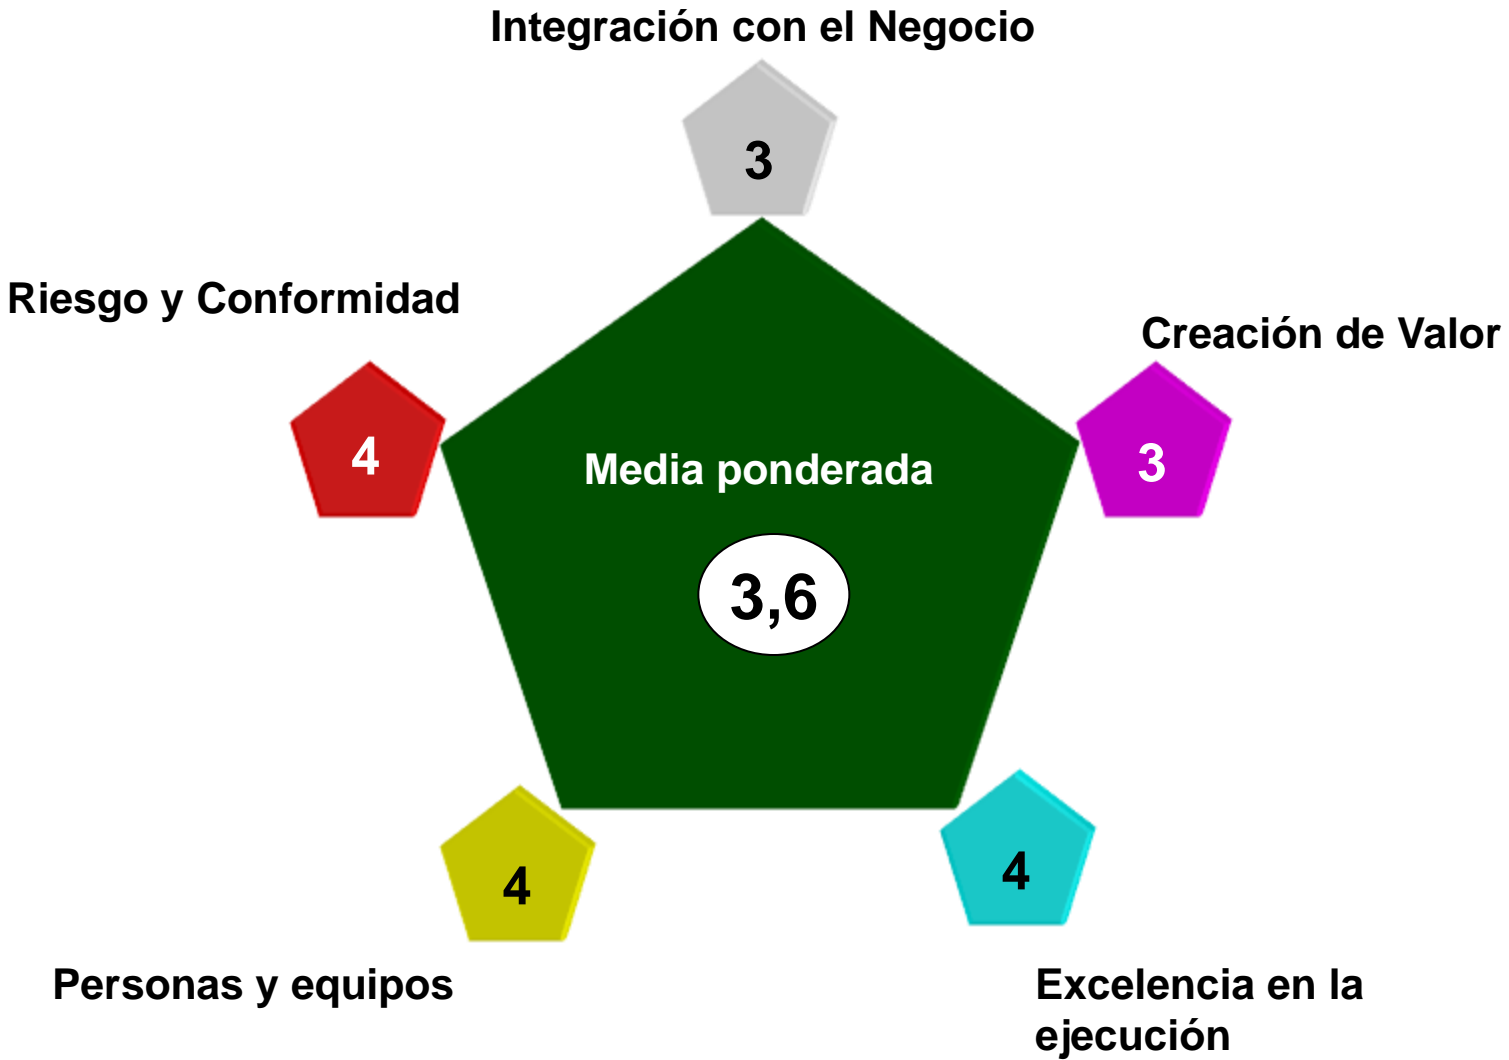 Integración con el Negocio
3
Riesgo y Conformidad
Creación de Valor
4
3
Media ponderada
3,6
4
4
Personas y equipos
Excelencia en la
ejecución